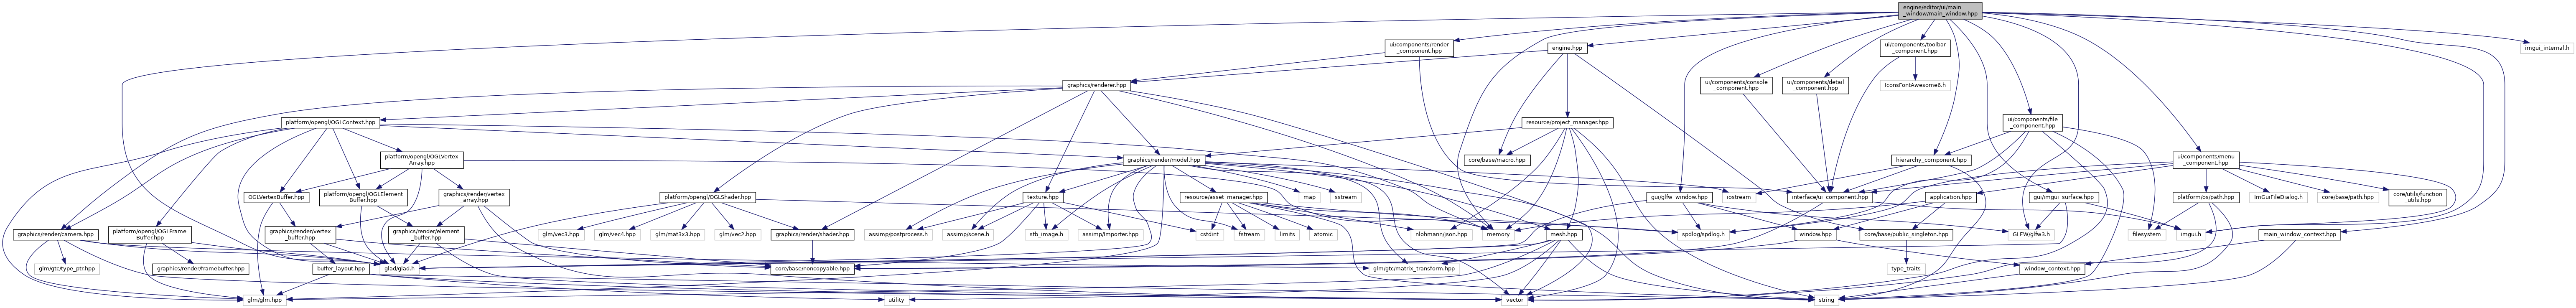 engine/editor/ui/main
_window/main_window.hpp
ui/components/render
_component.hpp
engine.hpp
ui/components/toolbar
_component.hpp
imgui_internal.h
graphics/renderer.hpp
ui/components/console
_component.hpp
ui/components/detail
_component.hpp
IconsFontAwesome6.h
platform/opengl/OGLContext.hpp
resource/project_manager.hpp
ui/components/file
_component.hpp
platform/opengl/OGLVertex
Array.hpp
graphics/render/model.hpp
core/base/macro.hpp
hierarchy_component.hpp
ui/components/menu
_component.hpp
OGLVertexBuffer.hpp
platform/opengl/OGLElement
Buffer.hpp
graphics/render/vertex
_array.hpp
platform/opengl/OGLShader.hpp
texture.hpp
resource/asset_manager.hpp
map
sstream
iostream
gui/glfw_window.hpp
interface/ui_component.hpp
application.hpp
gui/imgui_surface.hpp
platform/os/path.hpp
ImGuiFileDialog.h
core/base/path.hpp
core/utils/function
_utils.hpp
graphics/render/camera.hpp
platform/opengl/OGLFrame
Buffer.hpp
graphics/render/vertex
_buffer.hpp
graphics/render/element
_buffer.hpp
glm/vec3.hpp
glm/vec4.hpp
glm/mat3x3.hpp
glm/vec2.hpp
graphics/render/shader.hpp
assimp/postprocess.h
assimp/scene.h
stb_image.h
assimp/Importer.hpp
cstdint
fstream
limits
atomic
nlohmann/json.hpp
memory
mesh.hpp
spdlog/spdlog.h
window.hpp
core/base/public_singleton.hpp
GLFW/glfw3.h
filesystem
imgui.h
main_window_context.hpp
glm/gtc/type_ptr.hpp
graphics/render/framebuffer.hpp
buffer_layout.hpp
glad/glad.h
core/base/noncopyable.hpp
glm/gtc/matrix_transform.hpp
type_traits
window_context.hpp
glm/glm.hpp
utility
vector
string